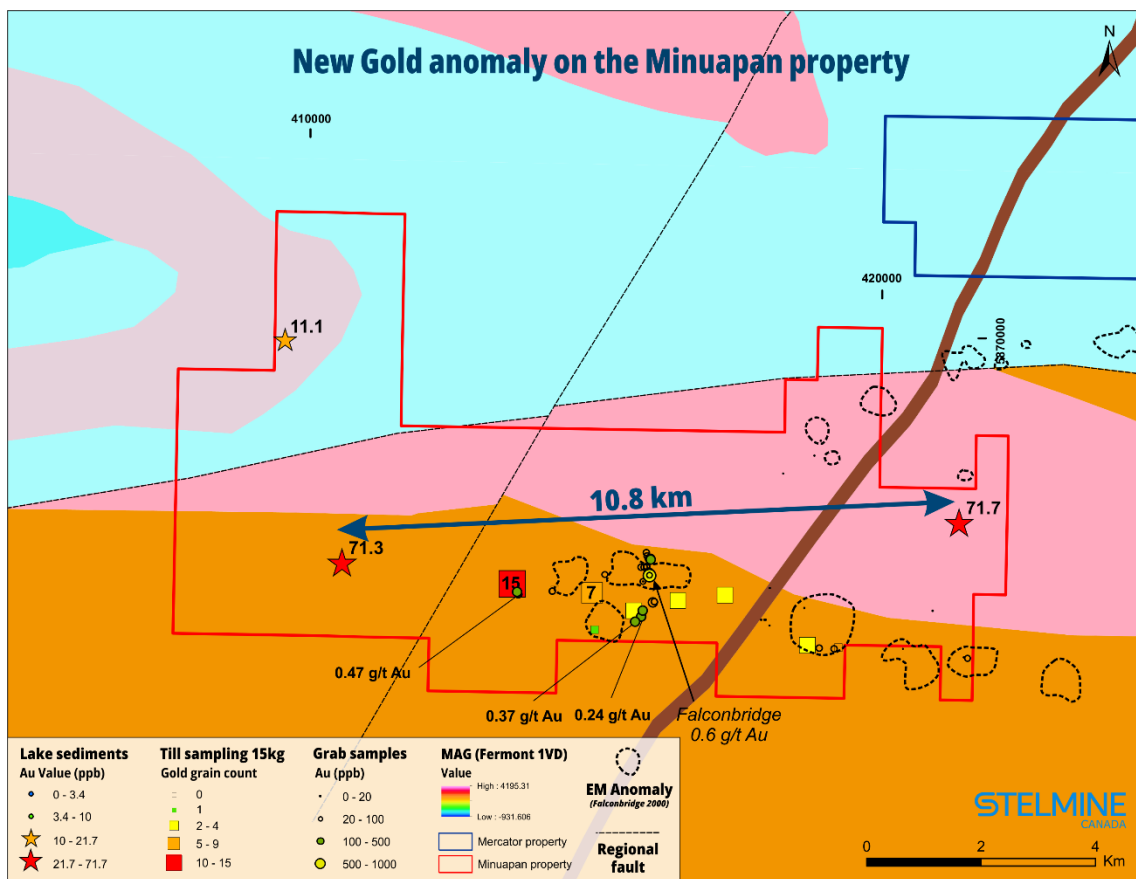 New Gold anomaly on the Minuapan property
N
410000
420000
5870000
11.1
10.8 km
71.7
71.3
15
7
0.47 g/t Au
0.37 g/t Au
0.24 g/t Au
Falconbridge
0.6 g/t Au
Lake sediments
Au Value (ppb)
0 - 3.4
3.4 - 10
10 - 21.7
21.7 - 71.7
Till sampling 15kg
Gold grain count
0
1
2 - 4
5 - 9
10 - 15
Grab samples
Au (ppb)
0 - 20
20 - 100
100 - 500
500 - 1000
MAG (Fermont 1VD)
Value
High : 4195.31
Low : -931.606
Mercator property
Minuapan property
EM Anomaly
(Falconbridge 2000)
Regional
fault
STELMINE
CANADA
0 2 4
Km